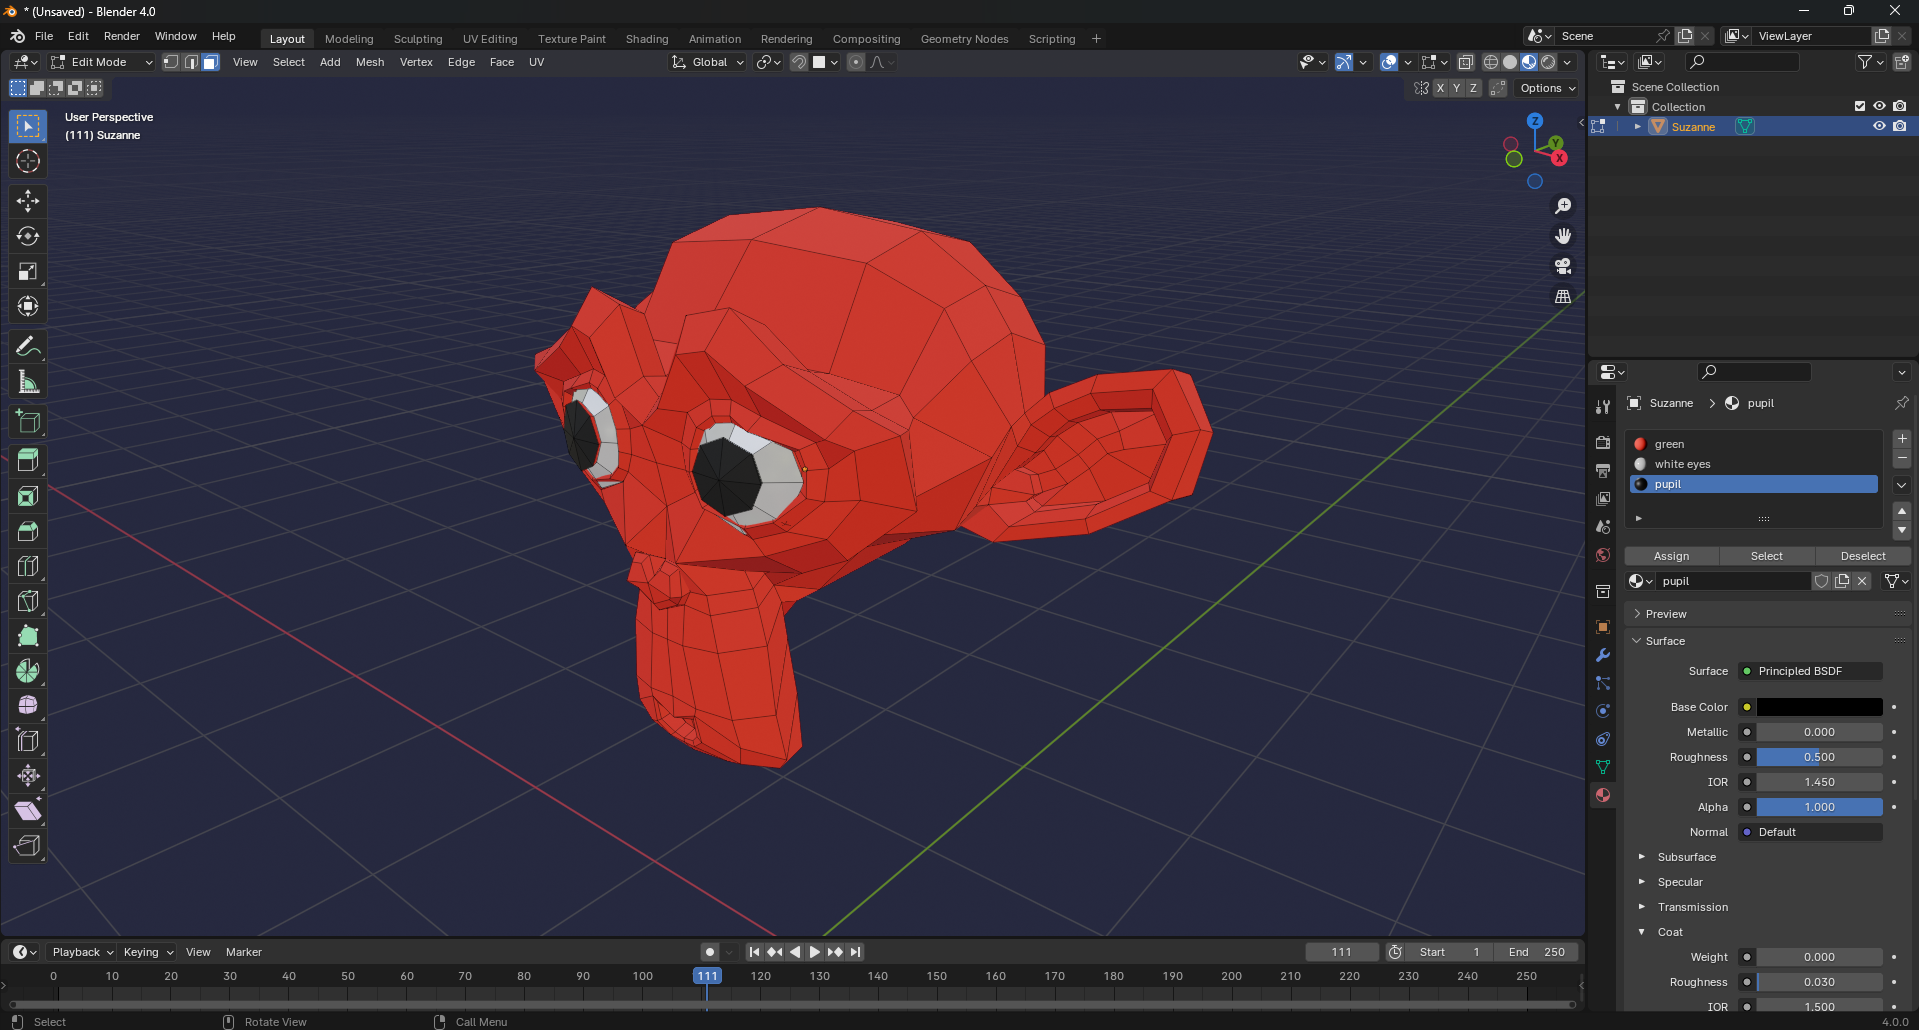 * (Unsaved) - Blender 4.0
File Edit Render Window Help Layout Modeling Sculpting UV Editing Texture Paint Shading Animation Rendering Compositing Geometry Nodes Scripting + Scene ViewLayer
Edit Mode View Select Add Mesh Vertex Edge Face UV Global
X Y Z Options
User Perspective
(111) Suzanne
Z
Y
X
Scene Collection
Collection
Suzanne
Suzanne > pupil
green
white eyes
pupil
Assign Select Deselect
pupil
Preview
Surface
Surface Principled BSDF
Base Color
Metallic 0.000
Roughness 0.500
IOR 1.450
Alpha 1.000
Normal Default
Subsurface
Specular
Transmission
Coat
Weight 0.000
Roughness 0.030
IOR 1.500
Playback Keying View Marker 111 Start 1 End 250
0 10 20 30 40 50 60 70 80 90 100 111 120 130 140 150 160 170 180 190 200 210 220 230 240 250
Select Rotate View Call Menu 4.0.0